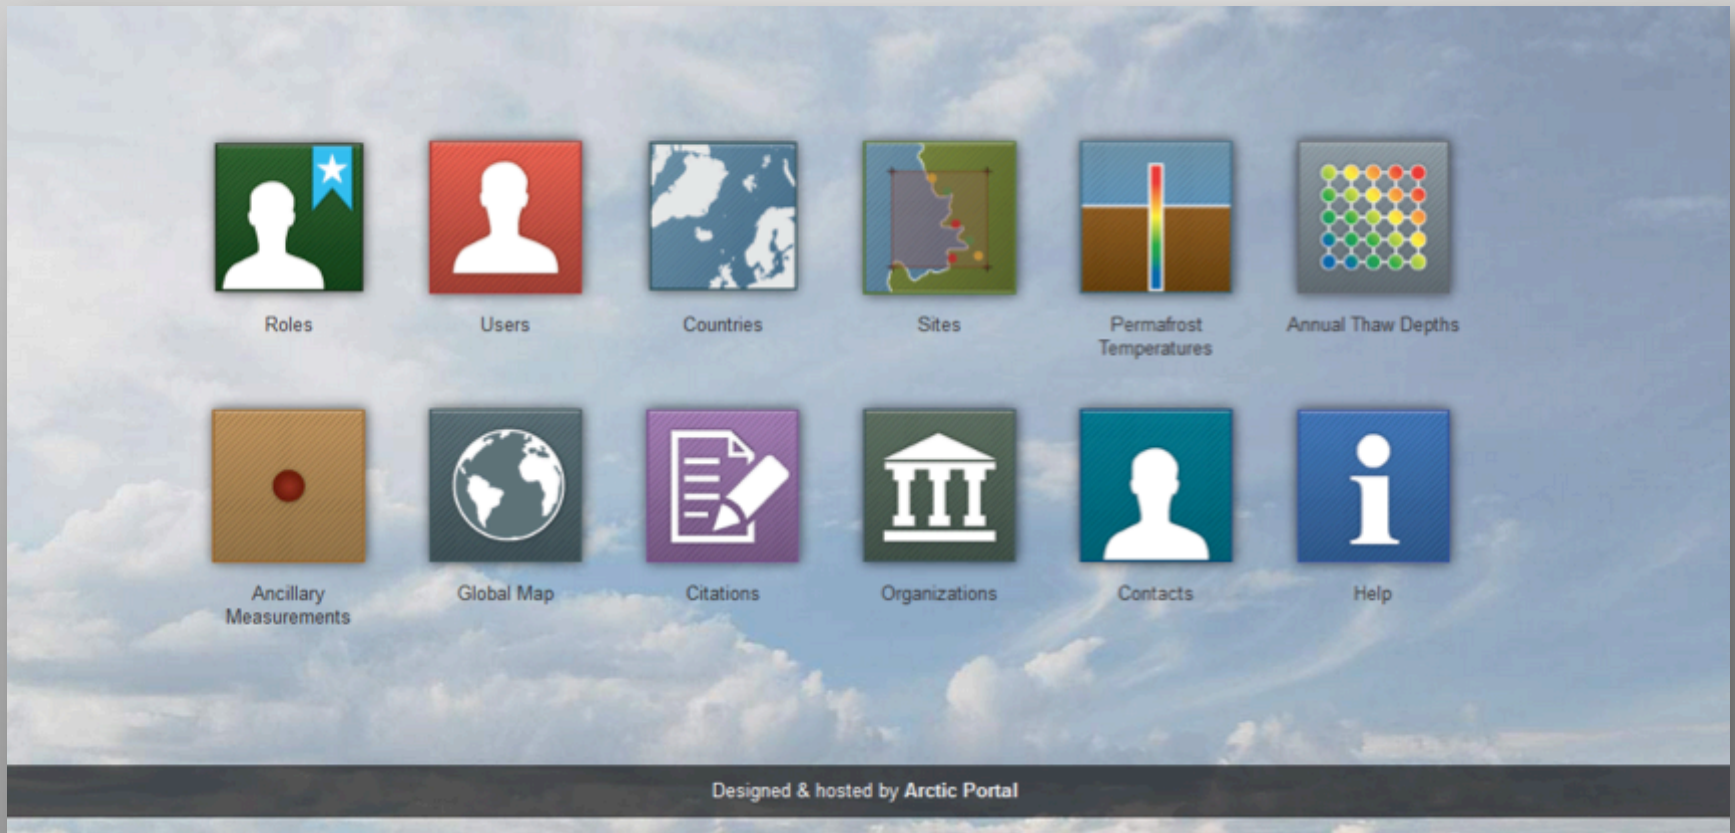 Roles
Users
Countries
Sites
Permafrost
Temperatures
Annual Thaw Depths
Ancillary
Measurements
Global Map
Citations
Organizations
Contacts
Help
Designed & hosted by Arctic Portal